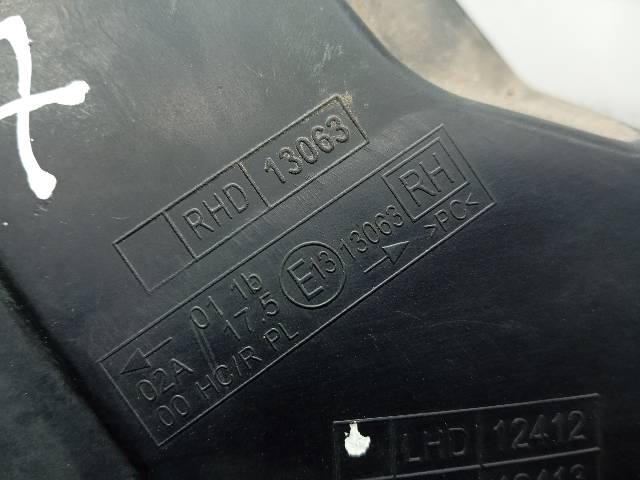 RHD 13063
RH
01 1b
02A / 17.5 E13 13063 >PC<
.00 HC/R PL
LHD 12412